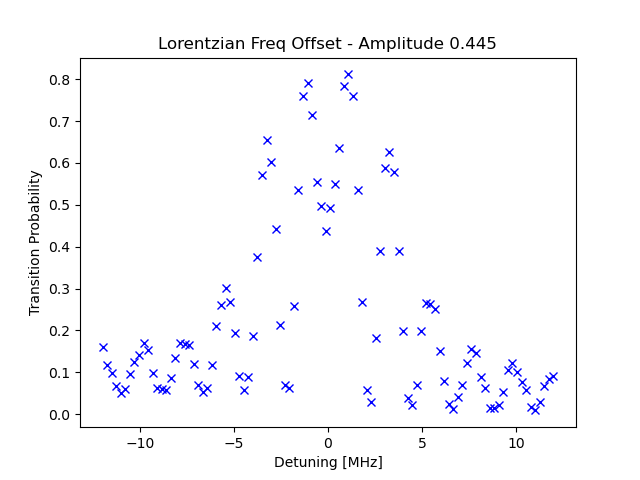 Lorentzian Freq Offset - Amplitude 0.445
Transition Probability
0.8
0.7
0.6
0.5
0.4
0.3
0.2
0.1
0.0
−10 −5 0 5 10
Detuning [MHz]